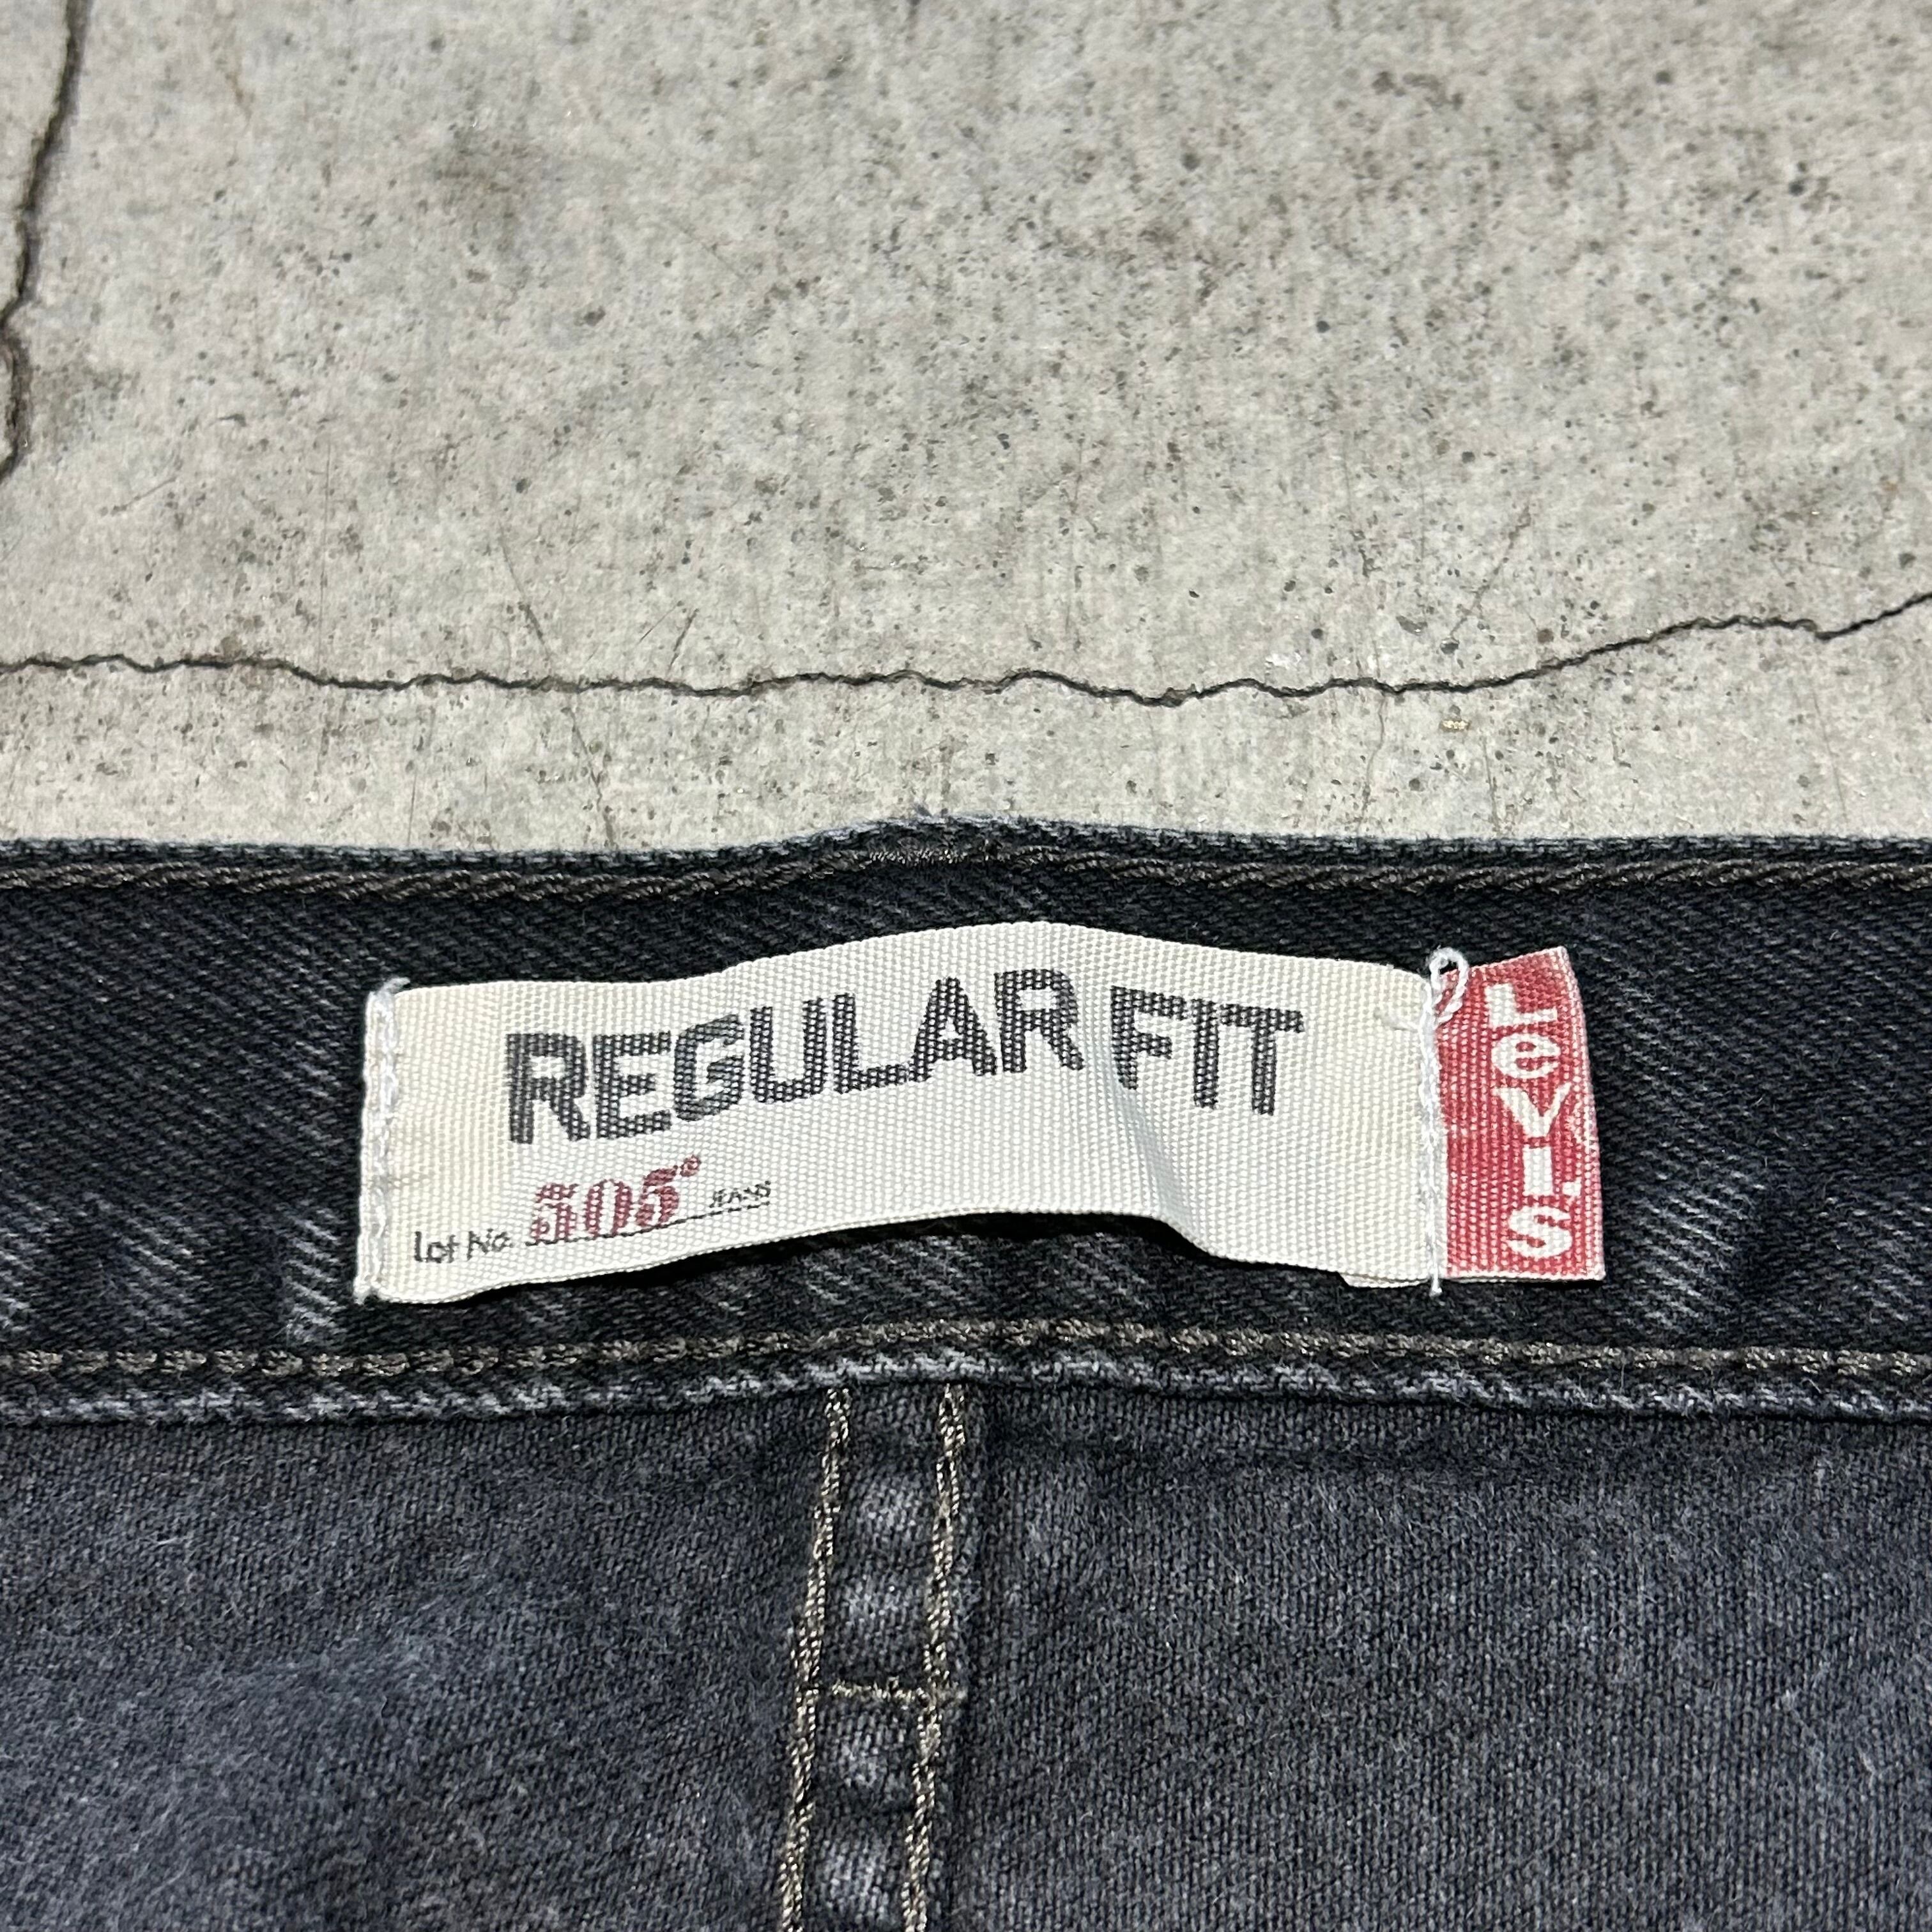 REGULAR FIT
Lot No. 505® JEANS
LeVI'S